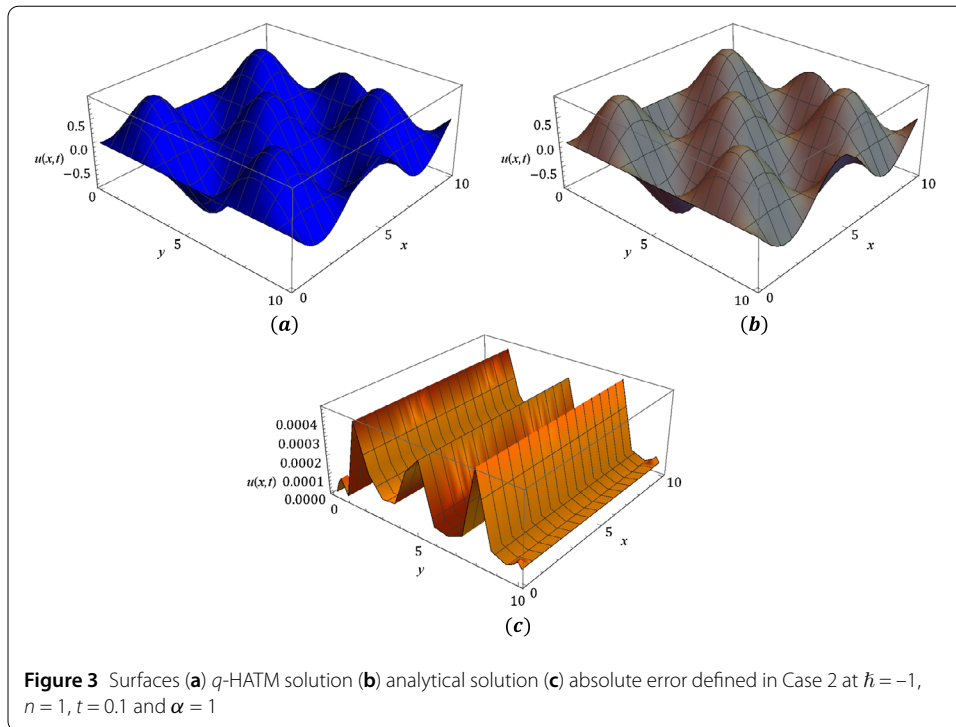 0.5
0.0
u(x,t)
−0.5
0
5
y
10
0
5
x
10
(a)
0.5
0.0
u(x,t)
−0.5
0
5
y
10
0
5
x
10
(b)
0.0004
0.0003
0.0002
u(x,t) 0.0001
0.0000
0
5
y
10
0
5
x
10
(c)
Figure 3 Surfaces (a) q-HATM solution (b) analytical solution (c) absolute error defined in Case 2 at ℏ = –1,
n = 1, t = 0.1 and α = 1